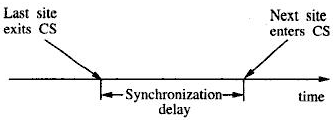 Last site
exits CS
Next site
enters CS
Synchronization
delay
time